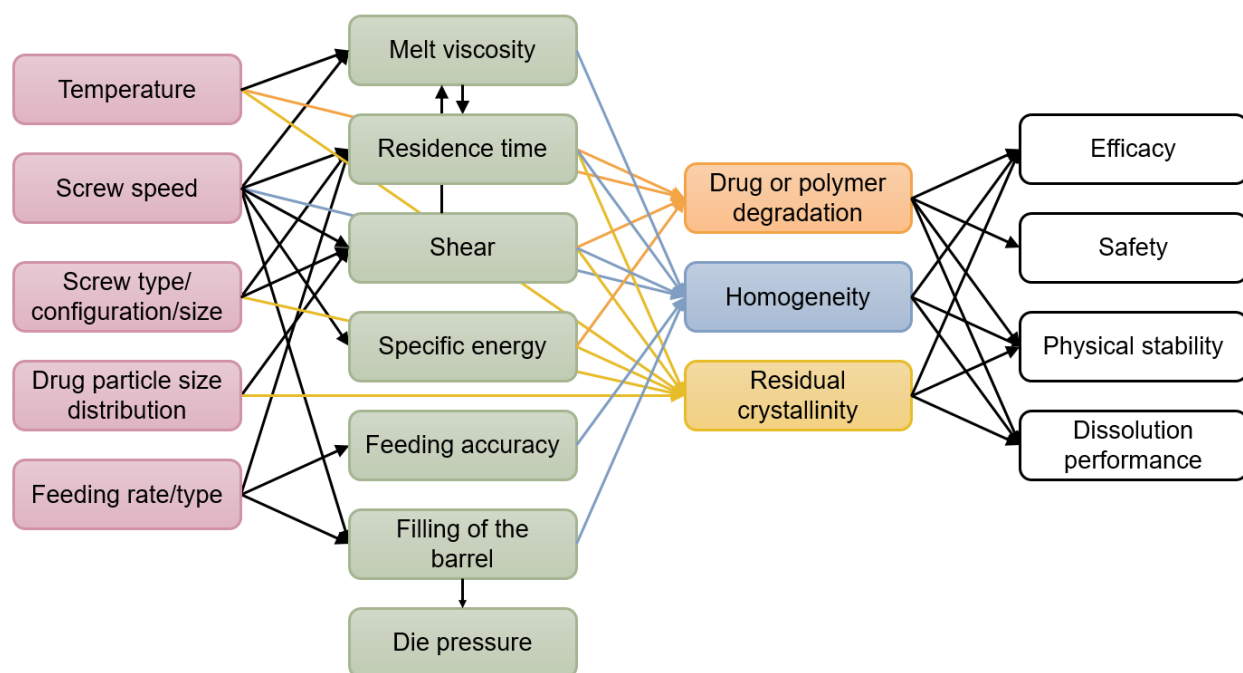 Temperature
Screw speed
Screw type/
configuration/size
Drug particle size
distribution
Feeding rate/type
Melt viscosity
Residence time
Shear
Specific energy
Feeding accuracy
Filling of the
barrel
Die pressure
Drug or polymer
degradation
Homogeneity
Residual
crystallinity
Efficacy
Safety
Physical stability
Dissolution
performance